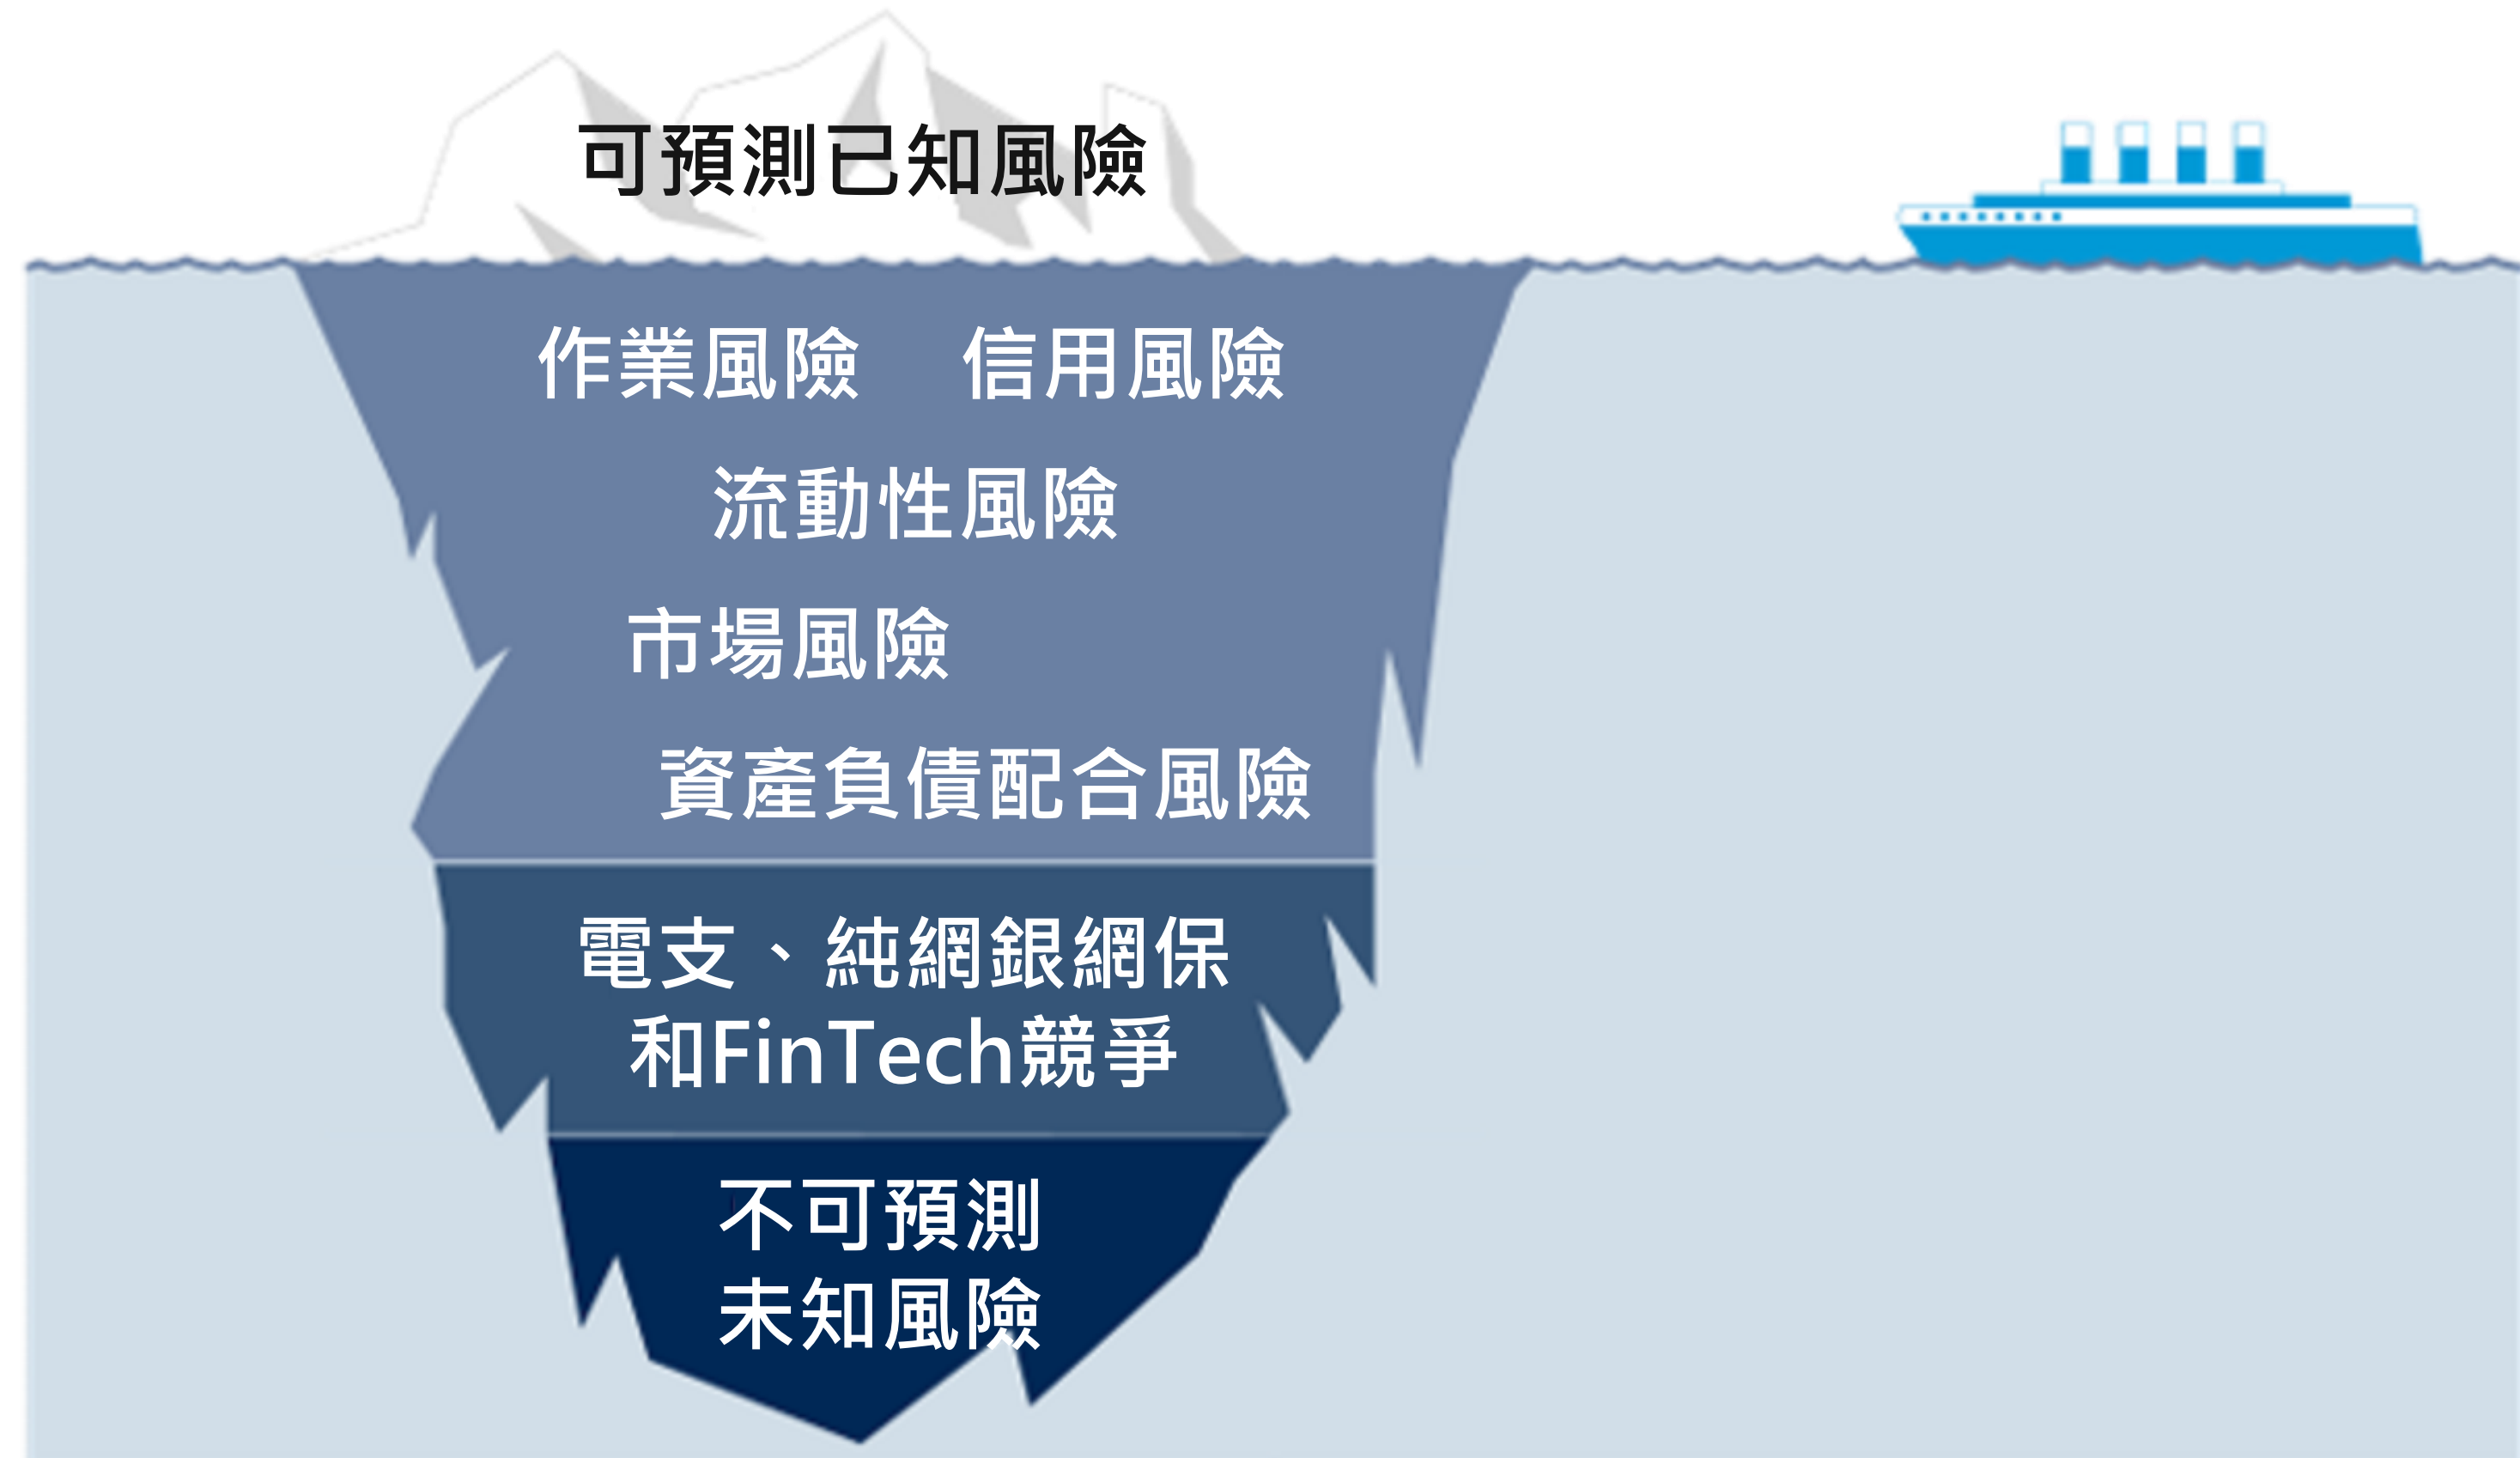 可預測已知風險
作業風險 信用風險
流動性風險
市場風險
資產負債配合風險
電支、純網銀網保
和FinTech競爭
不可預測
未知風險